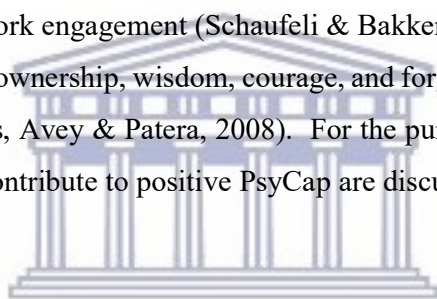 ork engagement (Schaufeli & Bakker
ownership, wisdom, courage, and for
s, Avey & Patera, 2008). For the pur
ontribute to positive PsyCap are discu